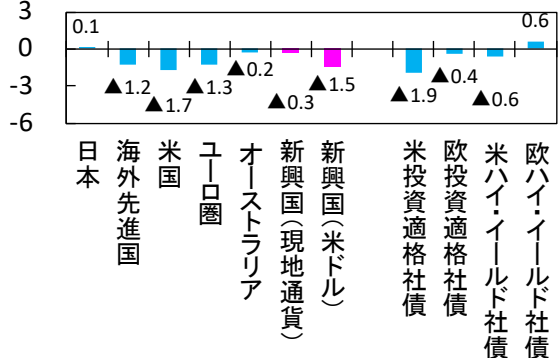 3
0
-3
-6
0.1
▲1.2
▲1.7
▲1.3
▲0.2
▲0.3
▲1.5
▲1.9
▲0.4
▲0.6
0.6
日本
海外先進国
米国
ユーロ圏
オーストラリア
新興国(現地通貨)
新興国(米ドル)
米投資適格社債
欧投資適格社債
米ハイ・イールド社債
欧ハイ・イールド社債